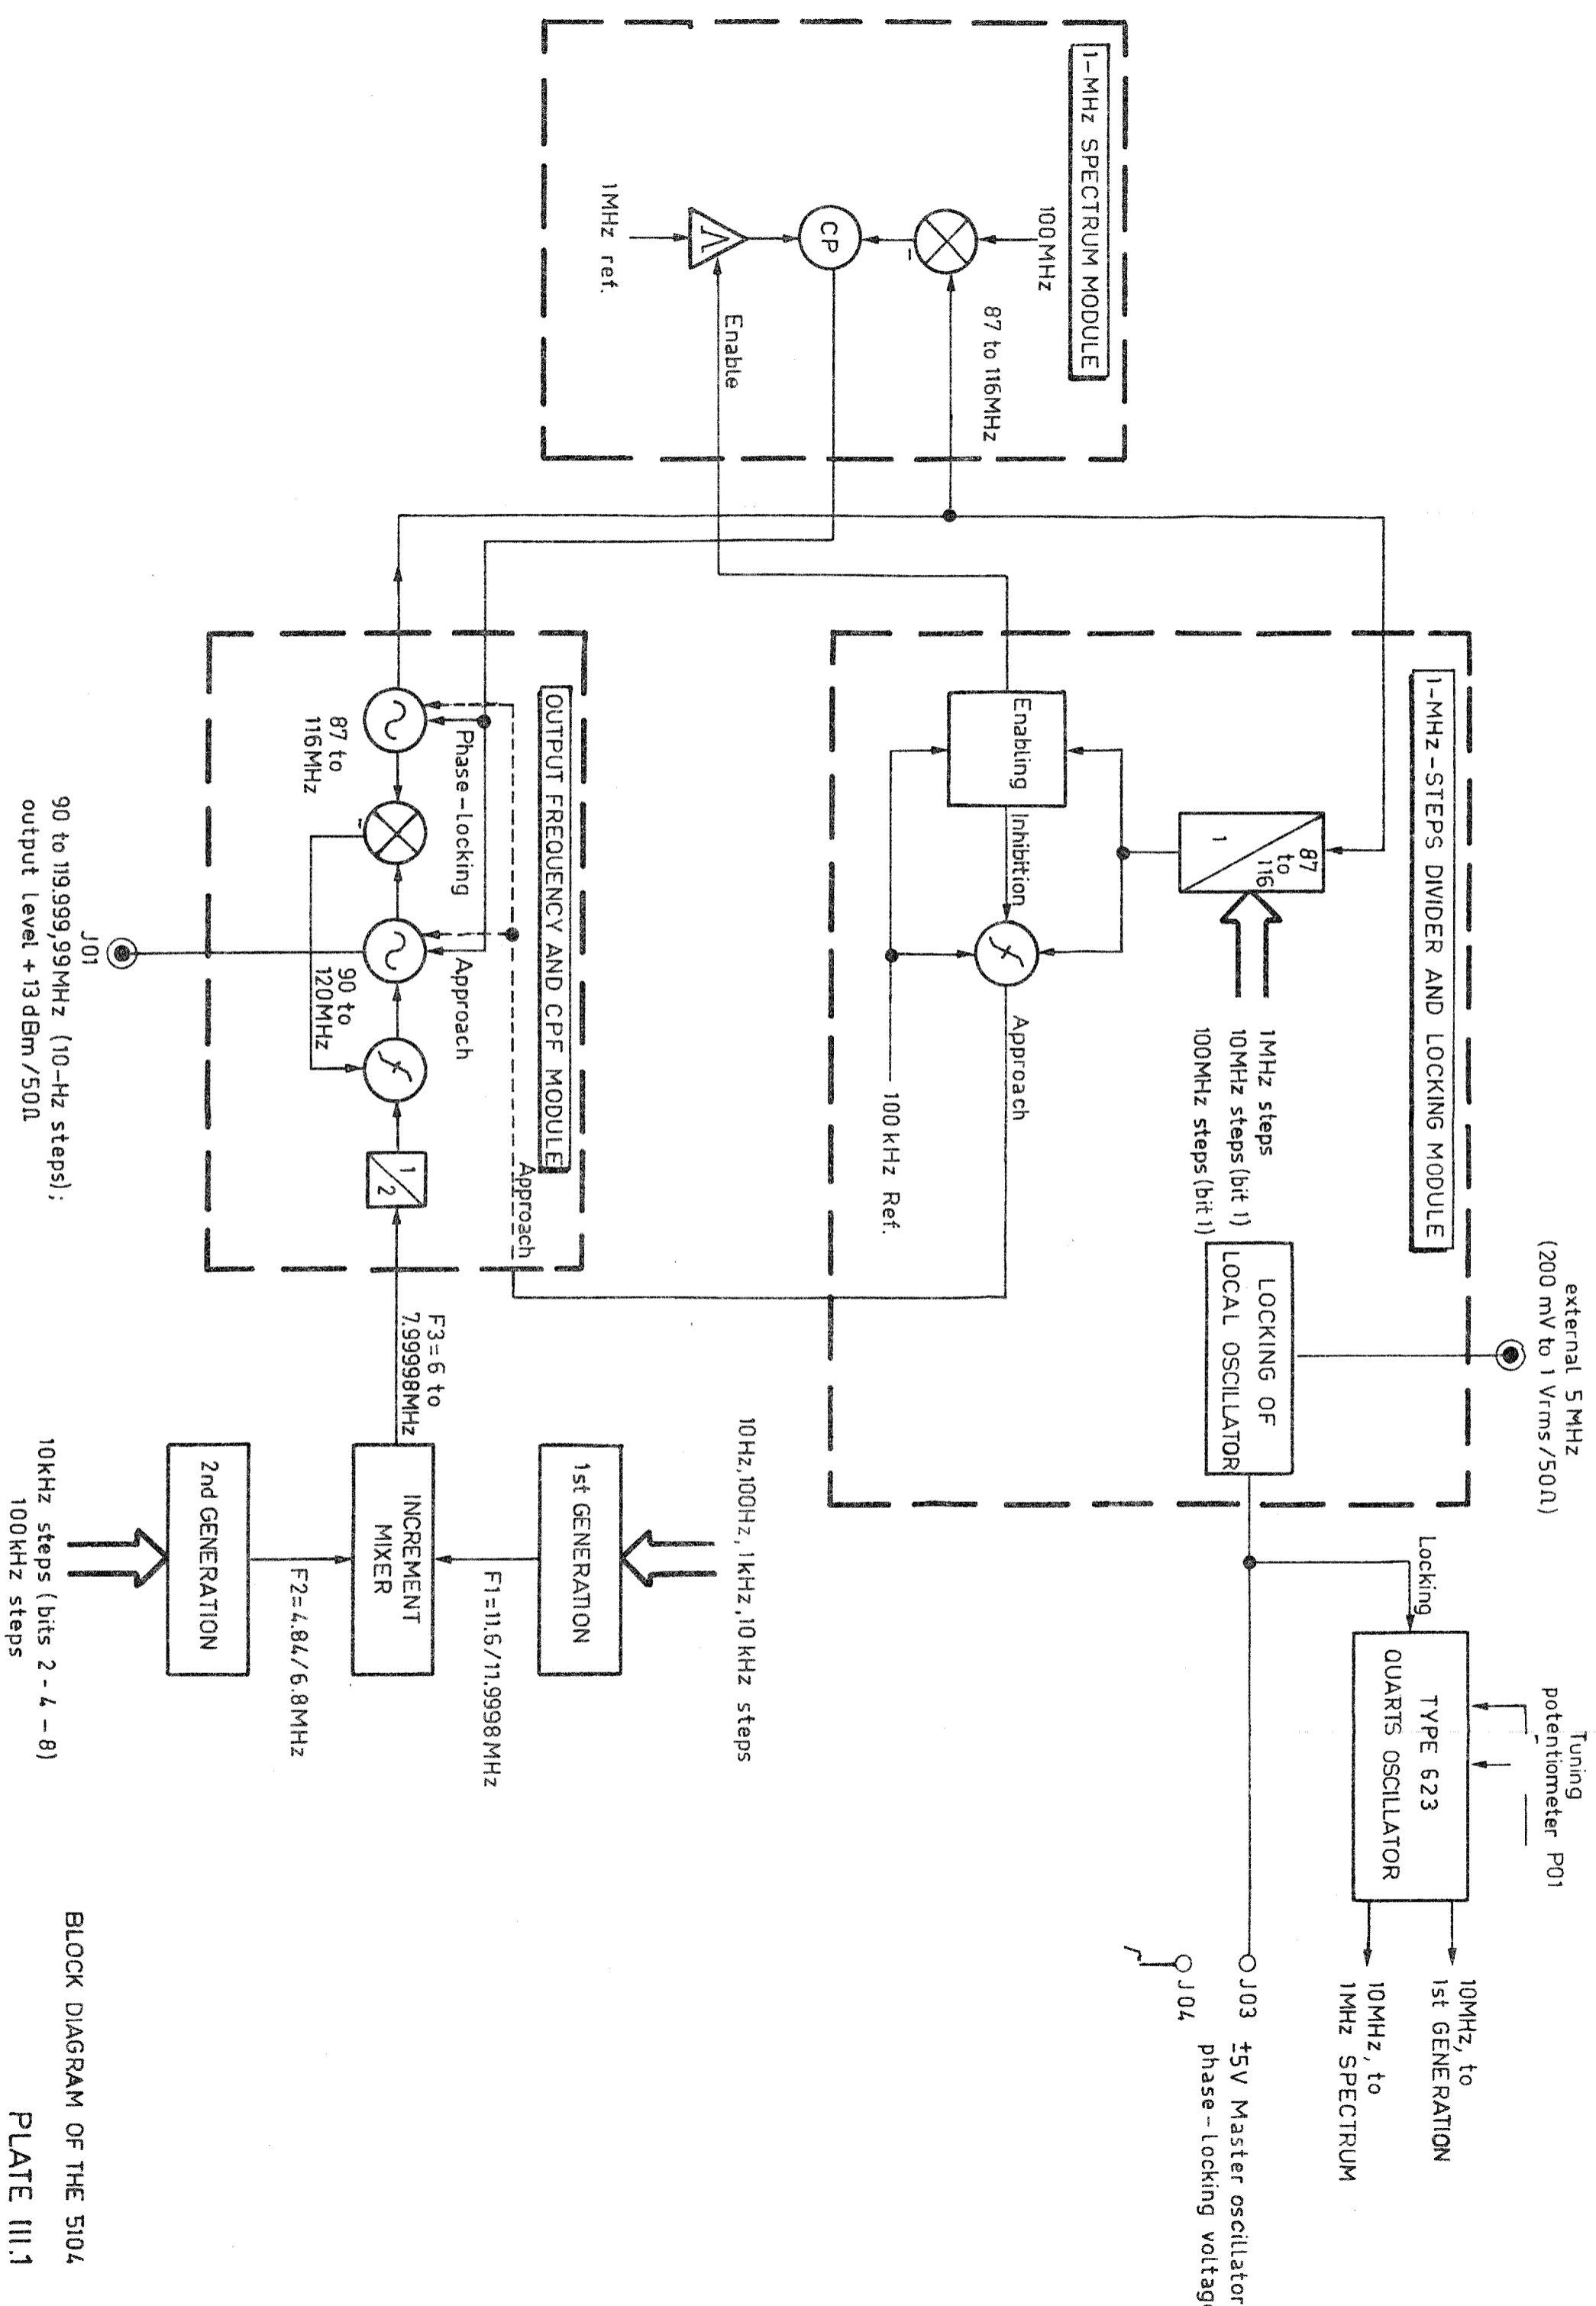 1-MHz SPECTRUM MODULE
100MHz
87 to 116MHz
-
CP
Λ
1MHz ref.
Enable
1-MHz-STEPS DIVIDER AND LOCKING MODULE
87
to
116
1
1MHz steps
10MHz steps (bit 1)
100MHz steps (bit1)
Enabling
Inhibition
Approach
100kHz Ref.
LOCKING OF
LOCAL OSCILLATOR
external 5MHz
(200 mV to 1 Vrms/50Ω)
Locking
TYPE 623
QUARTS OSCILLATOR
Tuning
potentiometer P01
10MHz, to
1st GENERATION
10MHz, to
1MHz SPECTRUM
J03
±5V Master oscillator
phase-locking voltage
J04
OUTPUT FREQUENCY AND CPF MODULE
Phase-locking
Approach
Approach
87 to
116MHz
-
90 to
120MHz
1
2
J01
90 to 119.999,99MHz (10-Hz steps);
output level +13dBm/50Ω
F3=6 to
7.99998MHz
10Hz,100Hz,1kHz,10kHz steps
1st GENERATION
F1=11.6/11.9998MHz
INCREMENT
MIXER
F2=4.84/6.8MHz
2nd GENERATION
10kHz steps (bits 2-4-8)
100kHz steps
BLOCK DIAGRAM OF THE 5104
PLATE III.1